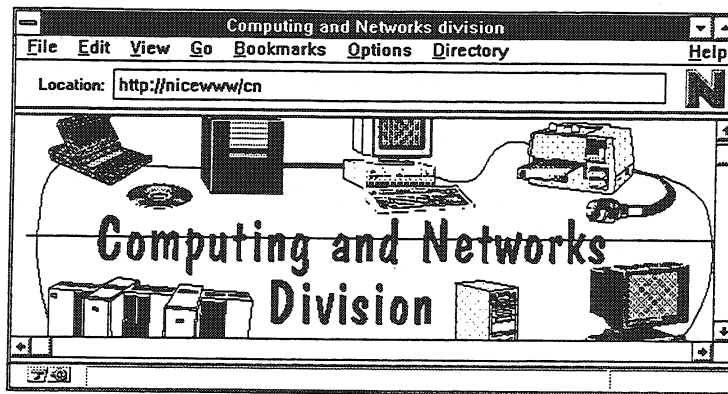 Computing and Networks division
File Edit View Go Bookmarks Options Directory Help
Location: http://nicewww/cn
N
Computing and Networks
Division